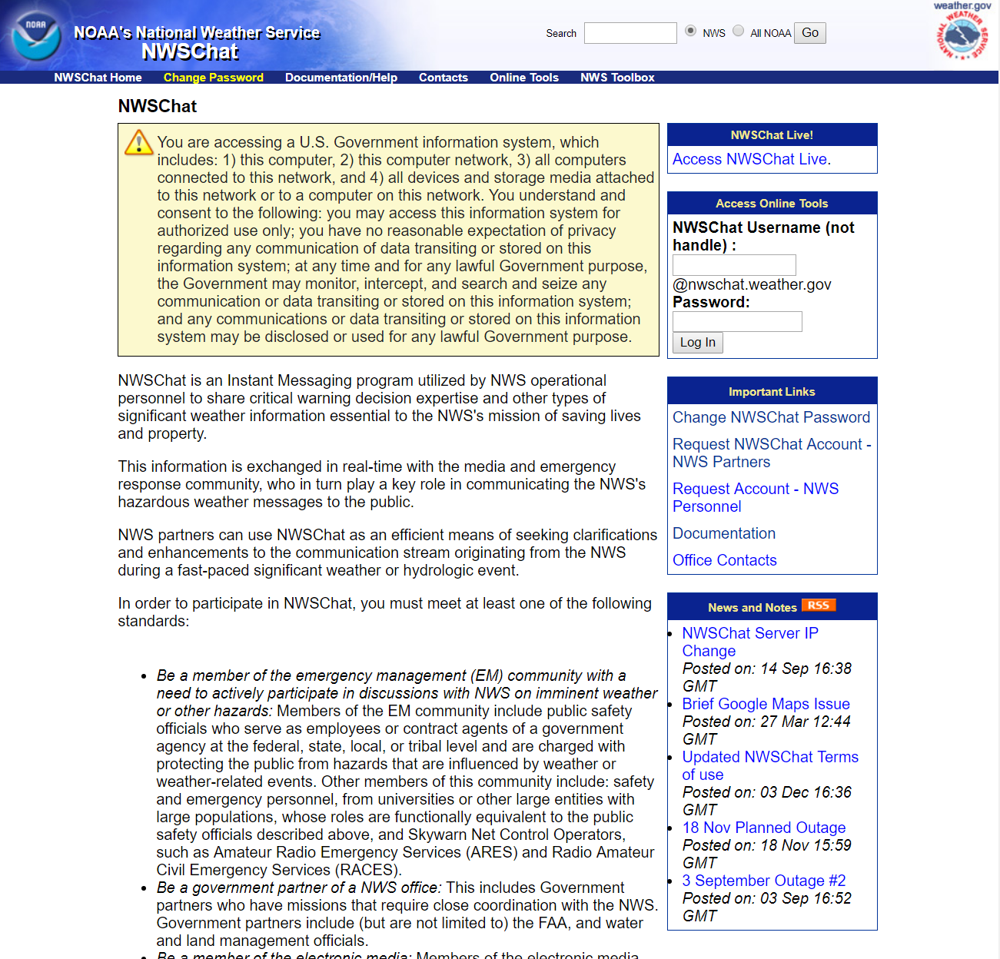 NOAA
NOAA's National Weather Service
NWSChat
Search
NWS
All NOAA
Go
weather.gov
NATIONAL WEATHER SERVICE
NWSChat Home
Change Password
Documentation/Help
Contacts
Online Tools
NWS Toolbox
NWSChat
You are accessing a U.S. Government information system, which
includes: 1) this computer, 2) this computer network, 3) all computers
connected to this network, and 4) all devices and storage media attached
to this network or to a computer on this network. You understand and
consent to the following: you may access this information system for
authorized use only; you have no reasonable expectation of privacy
regarding any communication of data transiting or stored on this
information system; at any time and for any lawful Government purpose,
the Government may monitor, intercept, and search and seize any
communication or data transiting or stored on this information system;
and any communications or data transiting or stored on this information
system may be disclosed or used for any lawful Government purpose.
NWSChat is an Instant Messaging program utilized by NWS operational
personnel to share critical warning decision expertise and other types of
significant weather information essential to the NWS's mission of saving lives
and property.
This information is exchanged in real-time with the media and emergency
response community, who in turn play a key role in communicating the NWS's
hazardous weather messages to the public.
NWS partners can use NWSChat as an efficient means of seeking clarifications
and enhancements to the communication stream originating from the NWS
during a fast-paced significant weather or hydrologic event.
In order to participate in NWSChat, you must meet at least one of the following
standards:
• Be a member of the emergency management (EM) community with a
need to actively participate in discussions with NWS on imminent weather
or other hazards: Members of the EM community include public safety
officials who serve as employees or contract agents of a government
agency at the federal, state, local, or tribal level and are charged with
protecting the public from hazards that are influenced by weather or
weather-related events. Other members of this community include: safety
and emergency personnel, from universities or other large entities with
large populations, whose roles are functionally equivalent to the public
safety officials described above, and Skywarn Net Control Operators,
such as Amateur Radio Emergency Services (ARES) and Radio Amateur
Civil Emergency Services (RACES).
• Be a government partner of a NWS office: This includes Government
partners who have missions that require close coordination with the NWS.
Government partners include (but are not limited to) the FAA, and water
and land management officials.
• Be a member of the electronic media: Members of the electronic media
NWSChat Live!
Access NWSChat Live.
Access Online Tools
NWSChat Username (not
handle) :
@nwschat.weather.gov
Password:
Log In
Important Links
Change NWSChat Password
Request NWSChat Account -
NWS Partners
Request Account - NWS
Personnel
Documentation
Office Contacts
News and Notes RSS
• NWSChat Server IP
Change
Posted on: 14 Sep 16:38
GMT
• Brief Google Maps Issue
Posted on: 27 Mar 12:44
GMT
• Updated NWSChat Terms
of use
Posted on: 03 Dec 16:36
GMT
• 18 Nov Planned Outage
Posted on: 18 Nov 15:59
GMT
• 3 September Outage #2
Posted on: 03 Sep 16:52
GMT